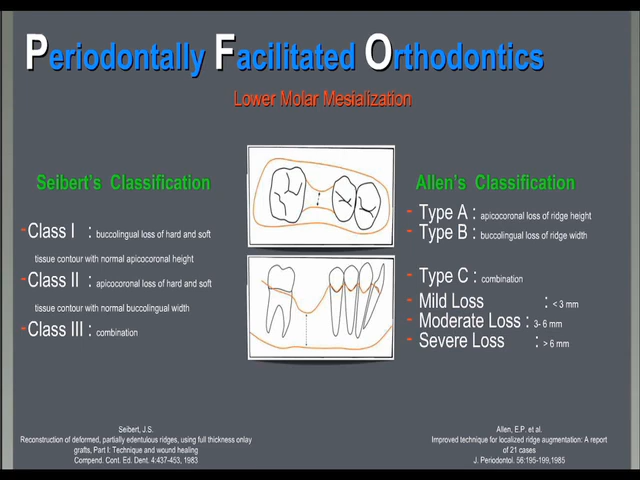 Periodontally Facilitated Orthodontics
Lower Molar Mesialization
Seibert's Classification
-Class I : buccolingual loss of hard and soft
tissue contour with normal apicocoronal height
-Class II : apicocoronal loss of hard and soft
tissue contour with normal buccolingual width
-Class III : combination
Allen's Classification
- Type A : apicocoronal loss of ridge height
- Type B : buccolingual loss of ridge width
- Type C : combination
- Mild Loss : < 3 mm
- Moderate Loss : 3- 6 mm
- Severe Loss : > 6 mm
Seibert, J.S.
Reconstruction of deformed, partially edentulous ridges, using full thickness onlay
grafts, Part I: Technique and wound healing
Compend. Cont. Ed. Dent. 4:437-453, 1983
Allen, E.P. et al.
Improved technique for localized ridge augmentation: A report
of 21 cases
J. Periodontol. 56:195-199,1985